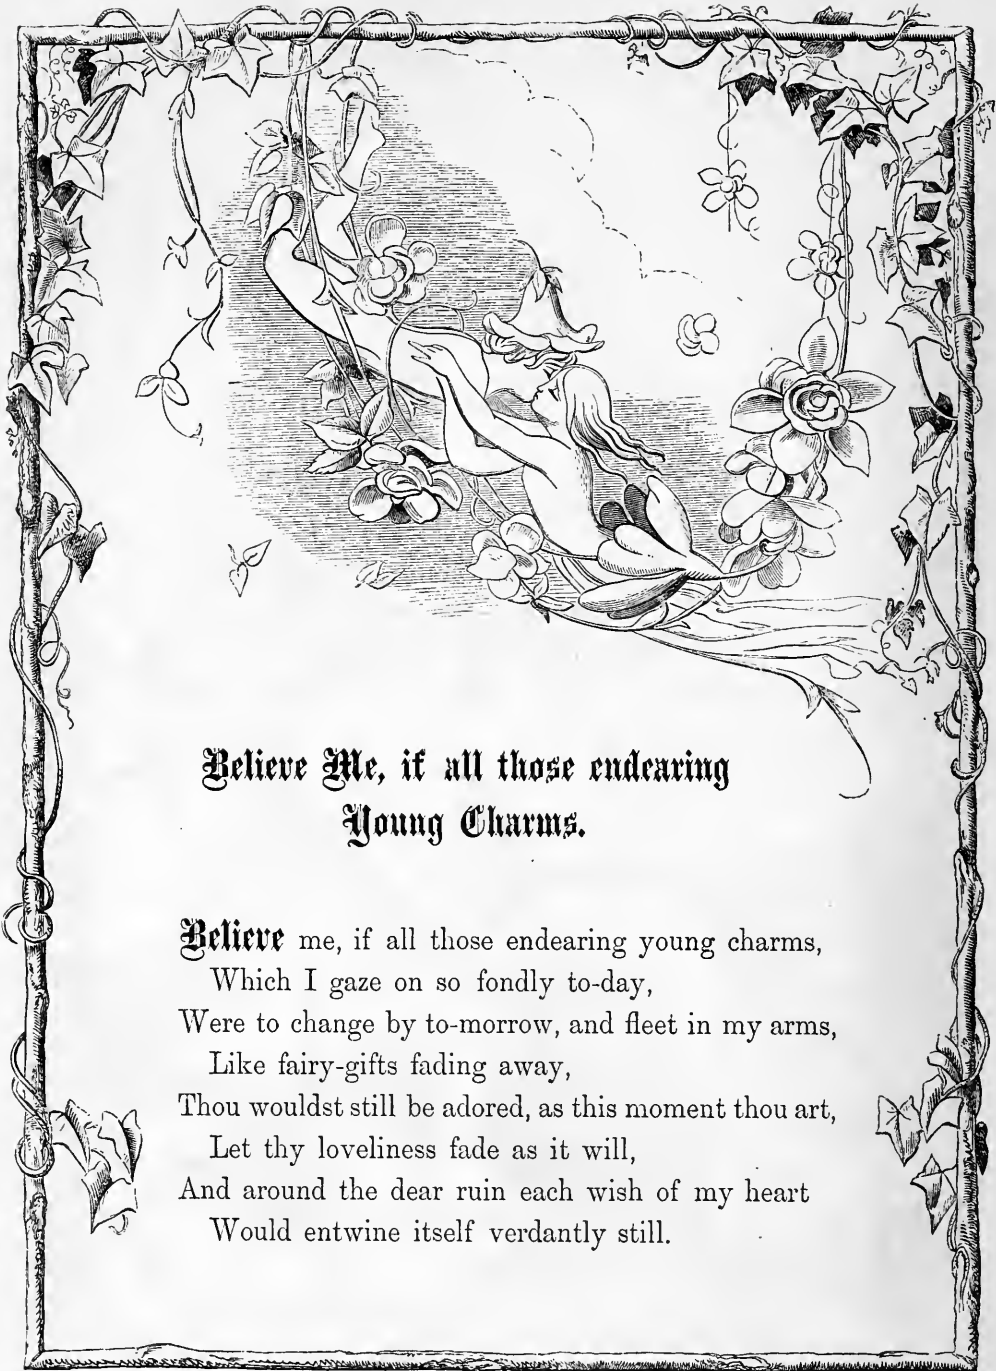 Believe Me, if all those endearing
Young Charms.
Believe me, if all those endearing young charms,
Which I gaze on so fondly to-day,
Were to change by to-morrow, and fleet in my arms,
Like fairy-gifts fading away,
Thou wouldst still be adored, as this moment thou art,
Let thy loveliness fade as it will,
And around the dear ruin each wish of my heart
Would entwine itself verdantly still.